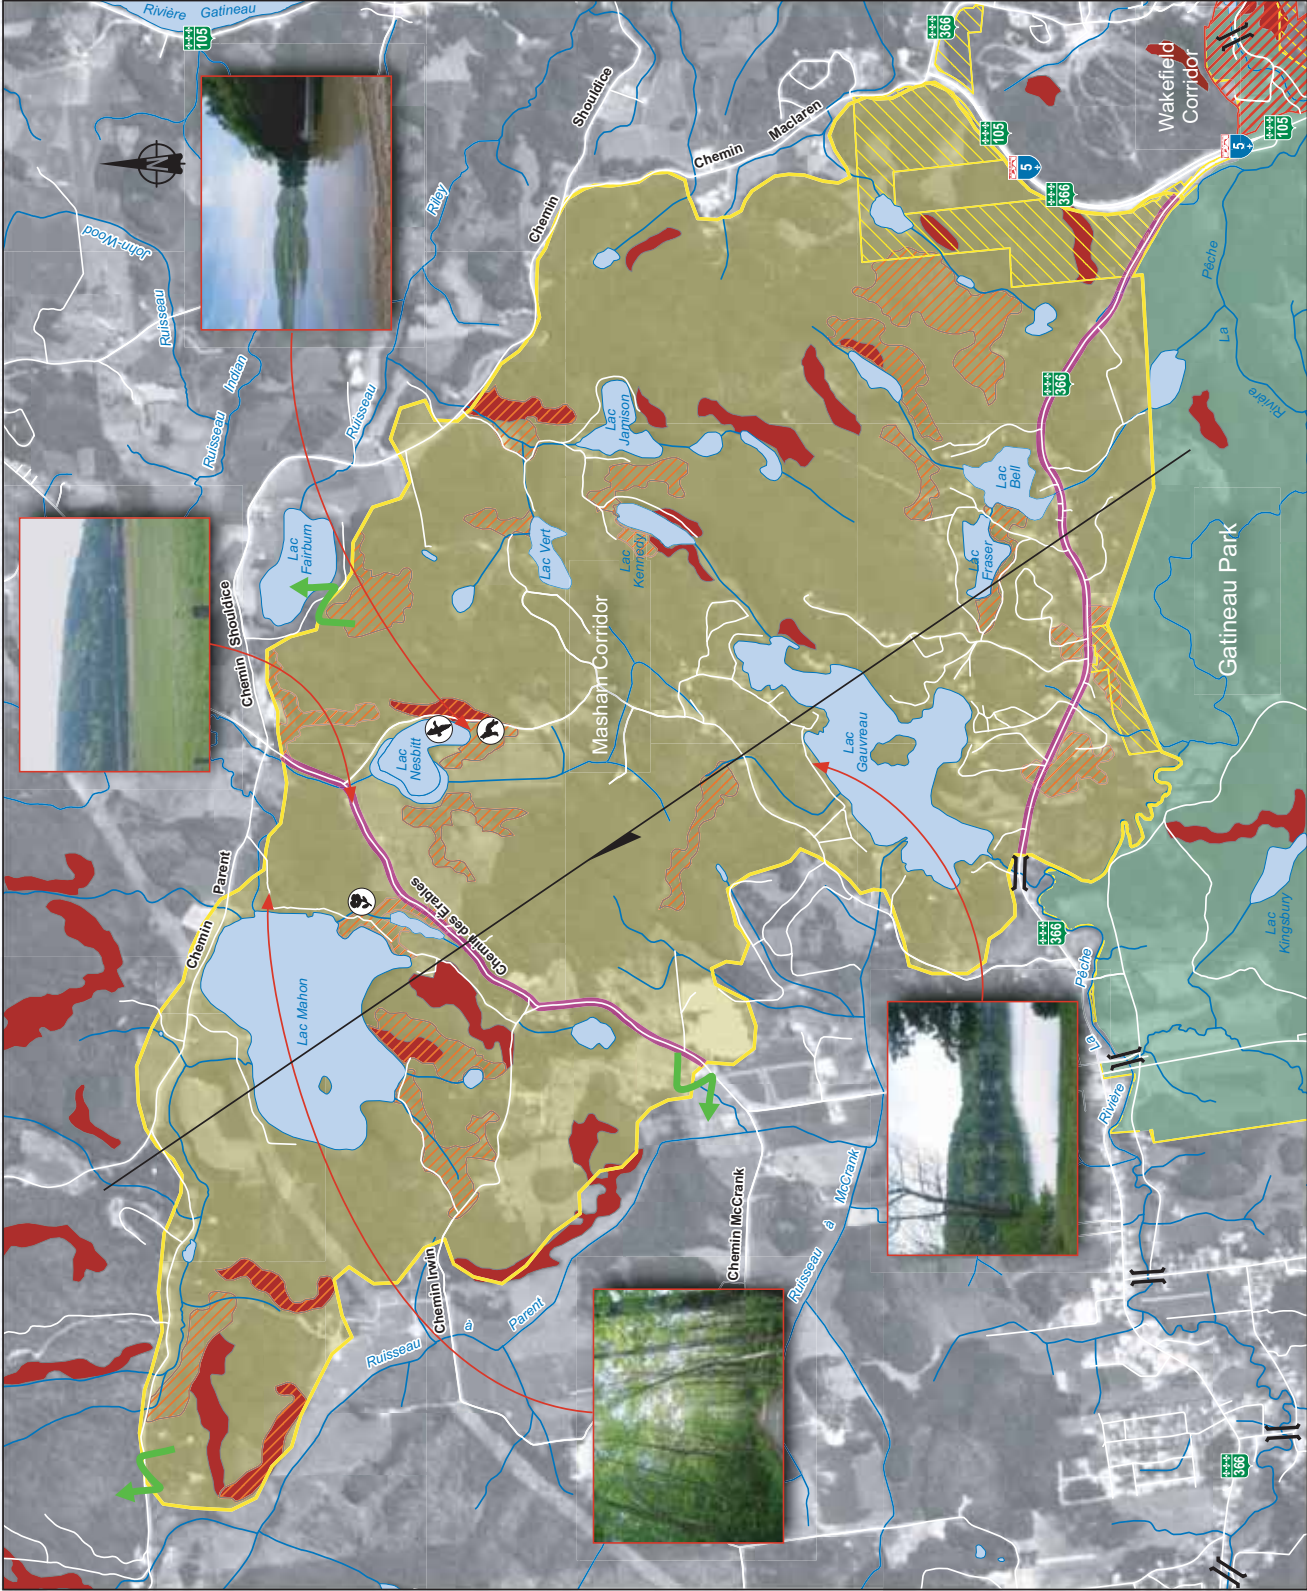 Rivière Gatineau
105
366
Wakefield
Corridor
105
5
105
5
366
Chemin
Shouldice
Chemin
Maclaren
N
John-Wood
Ruisseau
Riley
Ruisseau
Indian
Ruisseau
Ruisseau
Lac
Fairburn
Chemin
Shouldice
Lac
Jamison
Lac Vert
Lac
Kennedy
Lac
Bell
Lac
Fraser
366
La
Pêche
Rivière
Gatineau Park
Masham Corridor
Lac
Nesbitt
Lac
Gauvreau
Chemin
Parent
Chemin des Érables
Lac Mahon
Lac
Kingsbury
366
Rivière
La
Pêche
Chemin Irwin
Ruisseau
à
Parent
Chemin McCrank
Ruisseau
à
McCrank
366